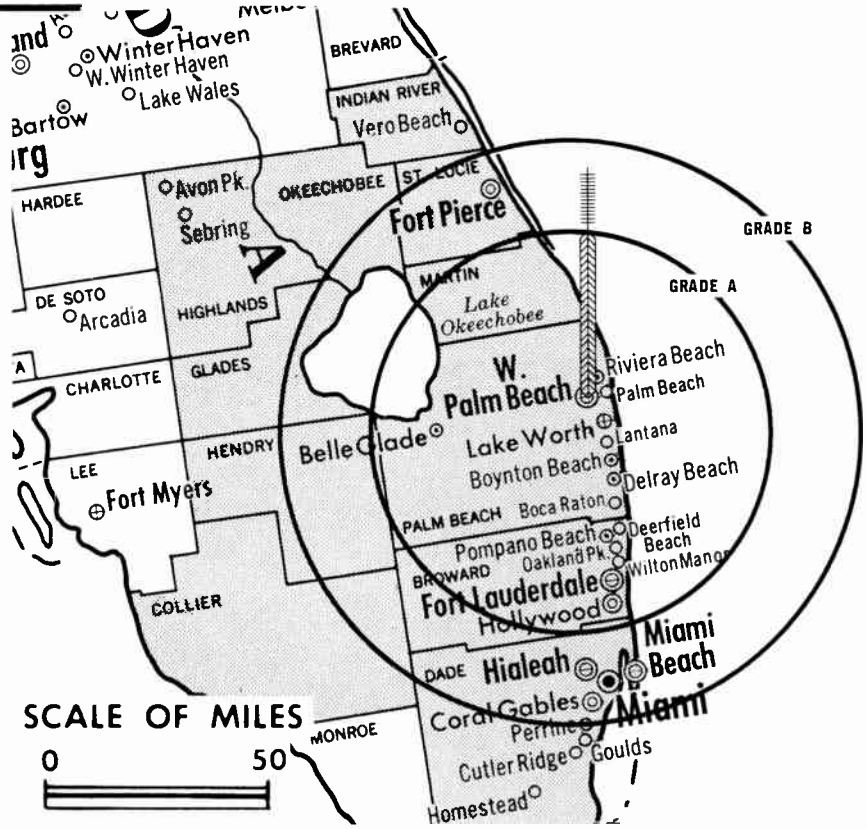 Winter Haven
W. Winter Haven
Lake Wales
Bartow
BREVARD
INDIAN RIVER
Vero Beach
HARDEE
Avon Pk.
Sebring
OKEECHOBEE
ST LUCIE
Fort Pierce
GRADE B
GRADE A
A
DE SOTO
Arcadia
HIGHLANDS
MARTIN
Lake
Okeechobee
CHARLOTTE
GLADES
W.
Palm Beach
Riviera Beach
Palm Beach
Lake Worth
Lantana
Belle Glade
HENDRY
Boynton Beach
Delray Beach
LEE
Fort Myers
PALM BEACH
Boca Raton
Pompano Beach
Deerfield
Beach
Oakland Pk.
Wilton Manor
BROWARD
Fort Lauderdale
Hollywood
COLLIER
DADE
Hialeah
Miami
Beach
Coral Gables
Miami
Perrine
Cutler Ridge
Goulds
Homestead
MONROE
SCALE OF MILES
0 50